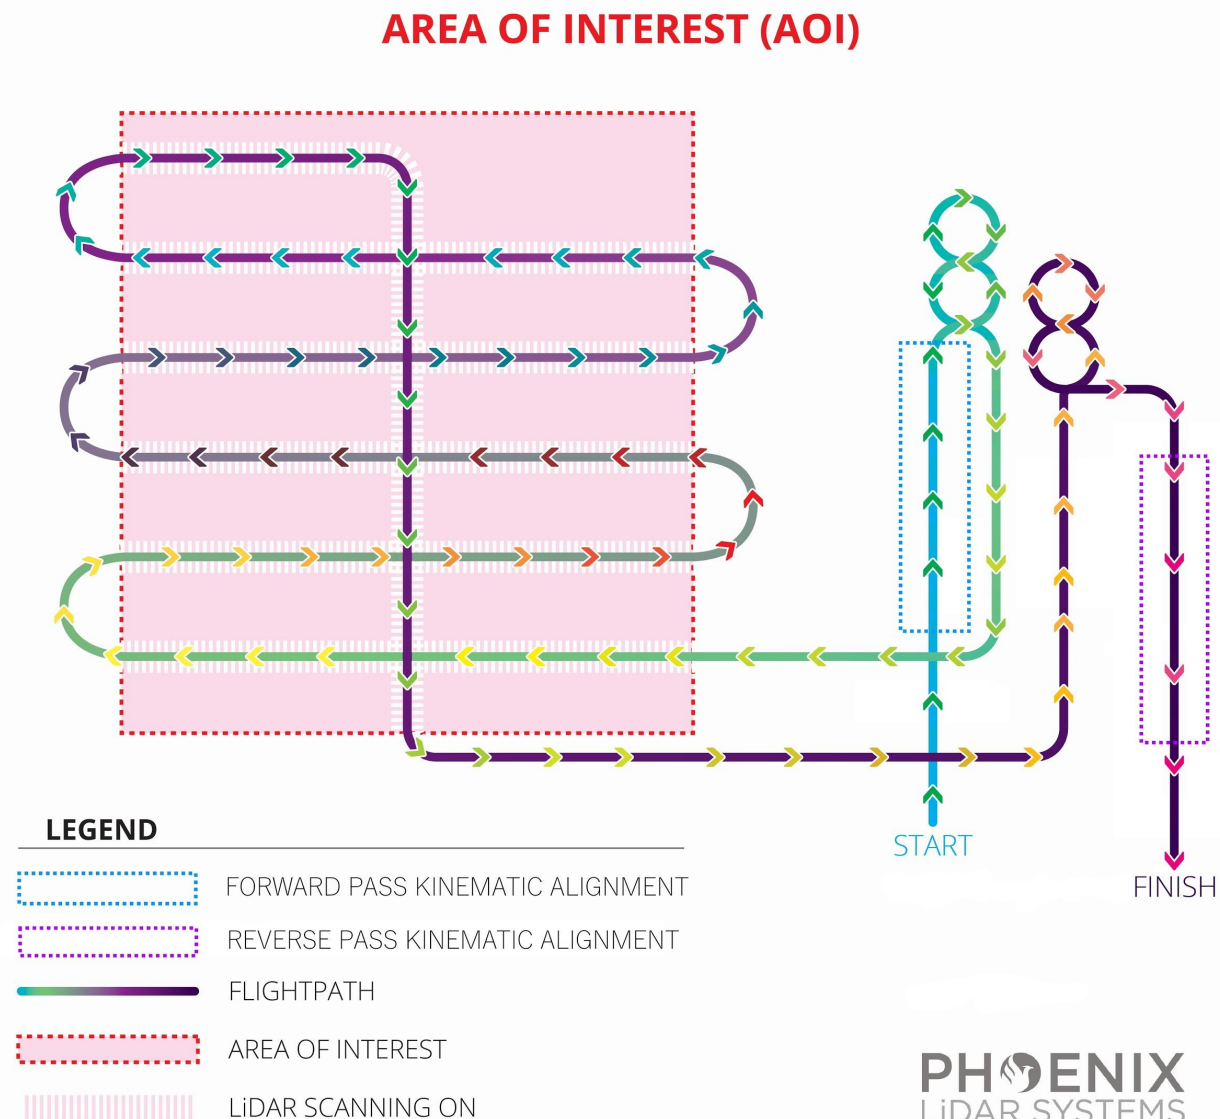 AREA OF INTEREST (AOI)
START
FINISH
LEGEND
FORWARD PASS KINEMATIC ALIGNMENT
REVERSE PASS KINEMATIC ALIGNMENT
FLIGHTPATH
AREA OF INTEREST
LiDAR SCANNING ON
PHOENIX
LiDAR SYSTEMS